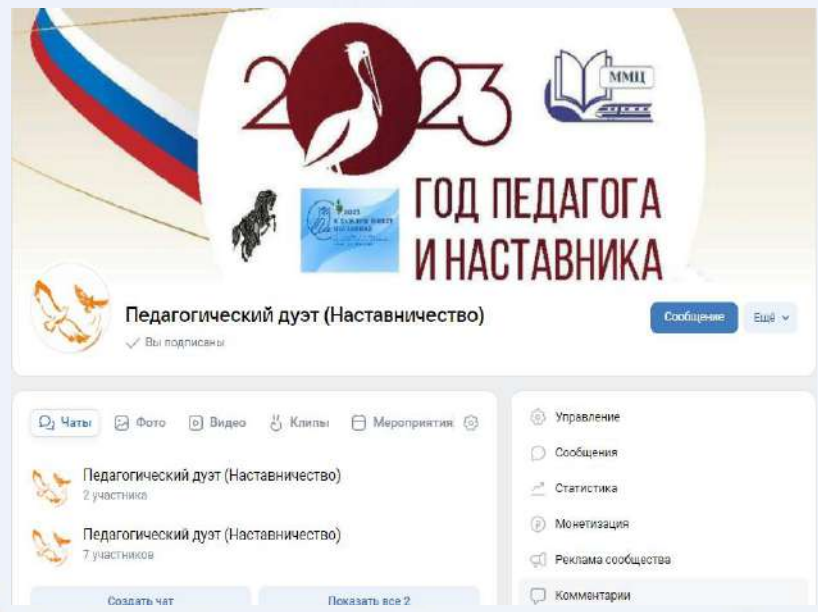 2023
ММЦ
ГОД ПЕДАГОГА
И НАСТАВНИКА
Педагогический дуэт (Наставничество)
Вы подписаны
Сообщение
Ещё
Чаты
Фото
Видео
Клипы
Мероприятия
Педагогический дуэт (Наставничество)
2 участника
Педагогический дуэт (Наставничество)
7 участников
Создать чат
Показать все 2
Управление
Сообщения
Статистика
Монетизация
Реклама сообщества
Комментарии